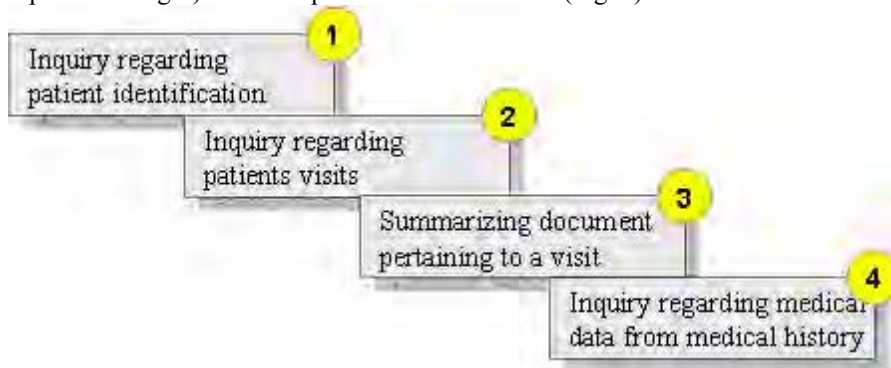 1
Inquiry regarding
patient identification
2
Inquiry regarding
patients visits
3
Summarizing document
pertaining to a visit
4
Inquiry regarding medical
data from medical history